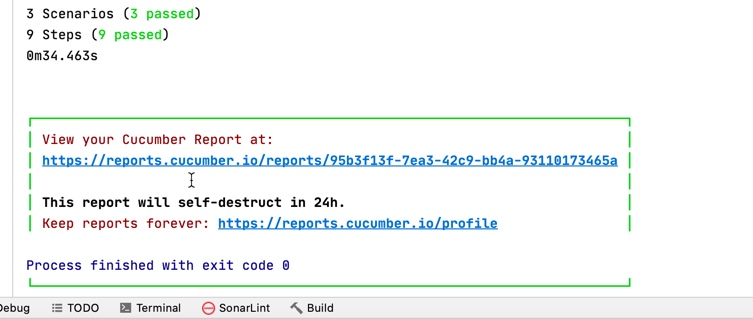 3 Scenarios (3 passed)
9 Steps (9 passed)
0m34.463s
View your Cucumber Report at:
https://reports.cucumber.io/reports/95b3f13f-7ea3-42c9-bb4a-93110173465a
This report will self-destruct in 24h.
Keep reports forever: https://reports.cucumber.io/profile
Process finished with exit code 0
Debug TODO Terminal SonarLint Build